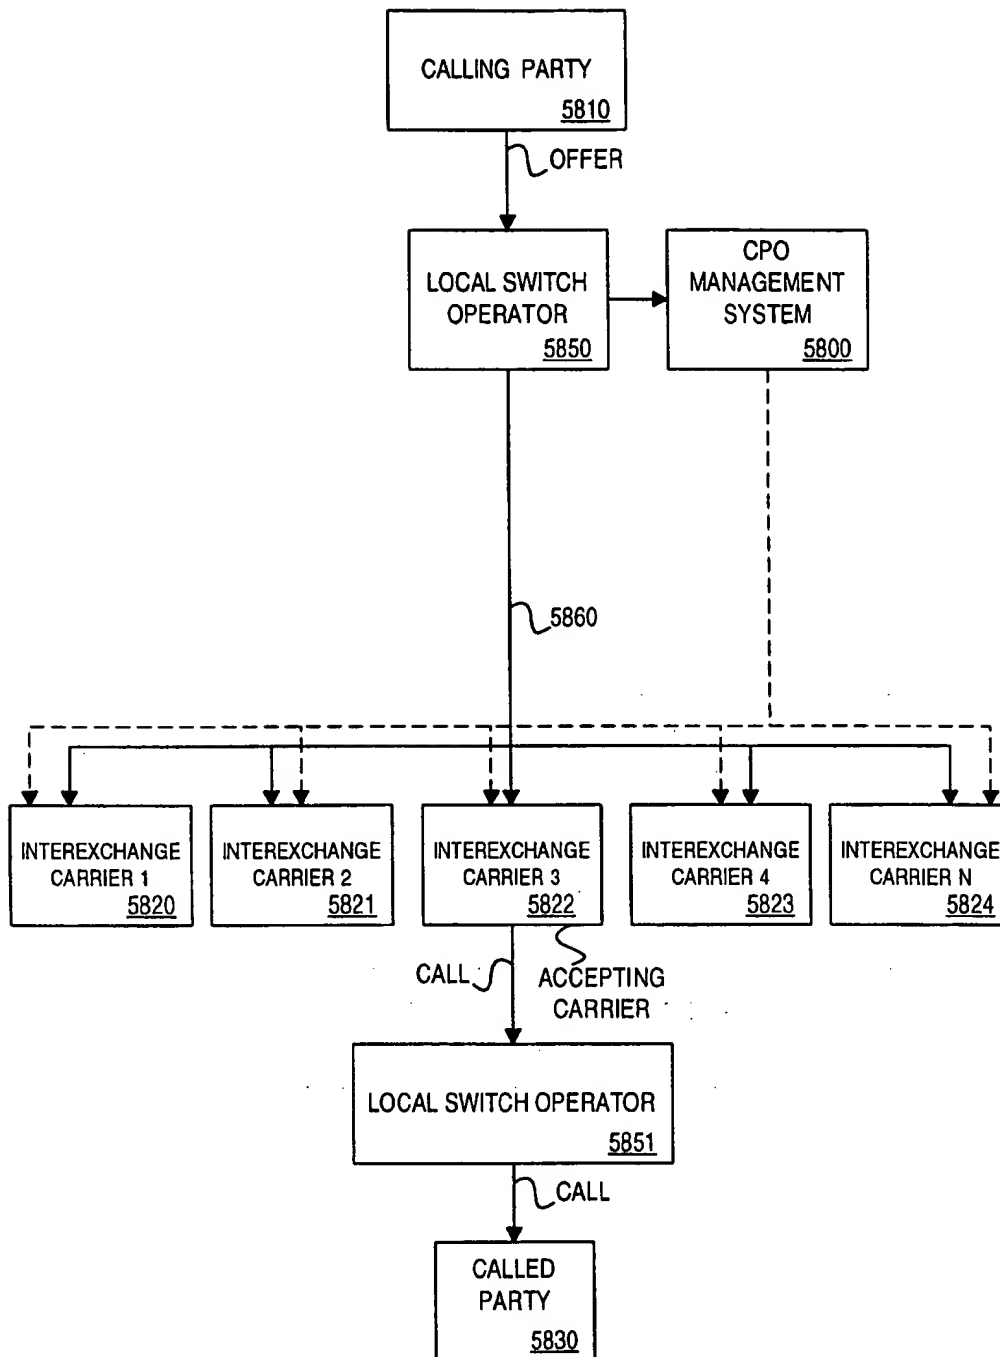 CALLING PARTY
5810
OFFER
LOCAL SWITCH
OPERATOR
5850
CPO
MANAGEMENT
SYSTEM
5800
5860
INTEREXCHANGE
CARRIER 1
5820
INTEREXCHANGE
CARRIER 2
5821
INTEREXCHANGE
CARRIER 3
5822
INTEREXCHANGE
CARRIER 4
5823
INTEREXCHANGE
CARRIER N
5824
CALL
ACCEPTING
CARRIER
LOCAL SWITCH OPERATOR
5851
CALL
CALLED
PARTY
5830